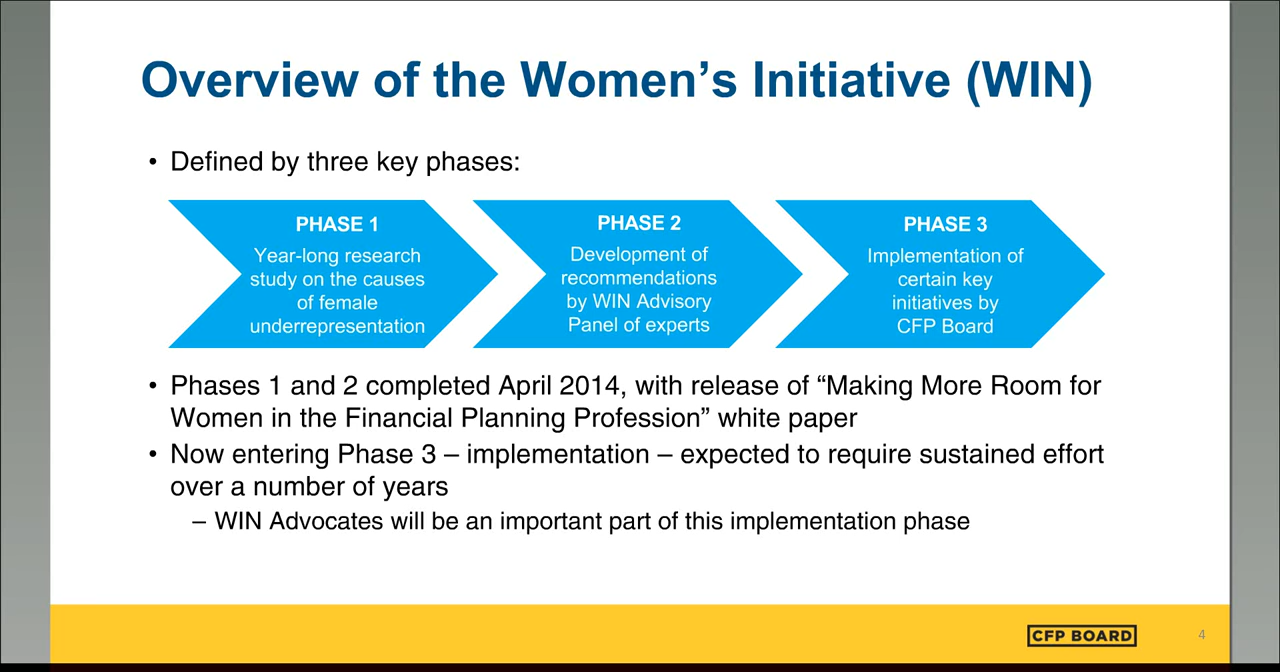 Overview of the Women’s Initiative (WIN)
• Defined by three key phases:
PHASE 1
Year-long research
study on the causes
of female
underrepresentation
PHASE 2
Development of
recommendations
by WIN Advisory
Panel of experts
PHASE 3
Implementation of
certain key
initiatives by
CFP Board
• Phases 1 and 2 completed April 2014, with release of “Making More Room for
Women in the Financial Planning Profession” white paper
• Now entering Phase 3 – implementation – expected to require sustained effort
over a number of years
– WIN Advocates will be an important part of this implementation phase
CFP BOARD
4